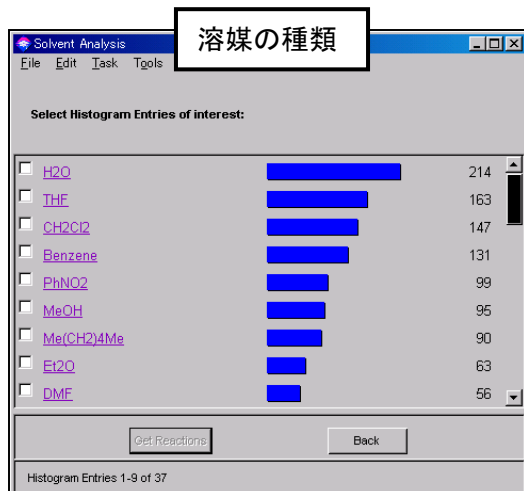 溶媒の種類
Solvent Analysis
File Edit Task Tools
Select Histogram Entries of interest:
H2O 214
THF 163
CH2Cl2 147
Benzene 131
PhNO2 99
MeOH 95
Me(CH2)4Me 90
Et2O 63
DMF 56
Get Reactions Back
Histogram Entries 1-9 of 37